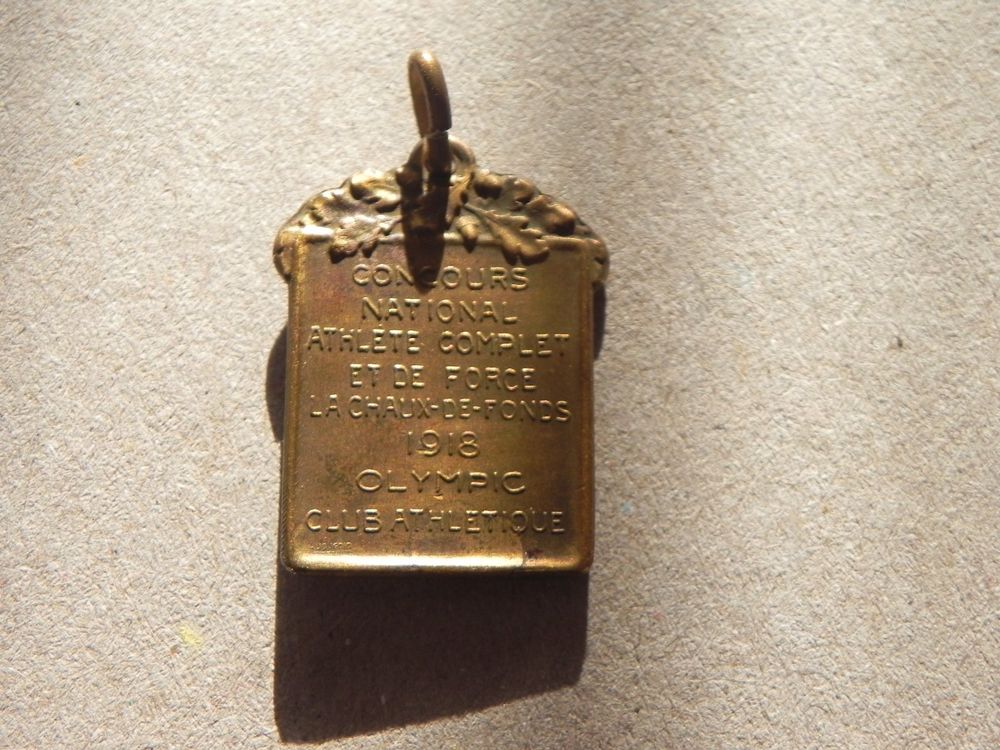 CONCOURS
NATIONAL
ATHLÈTE COMPLET
ET DE FORCE
LA CHAUX-DE-FONDS
1918
OLYMPIC
CLUB ATHLETIQUE